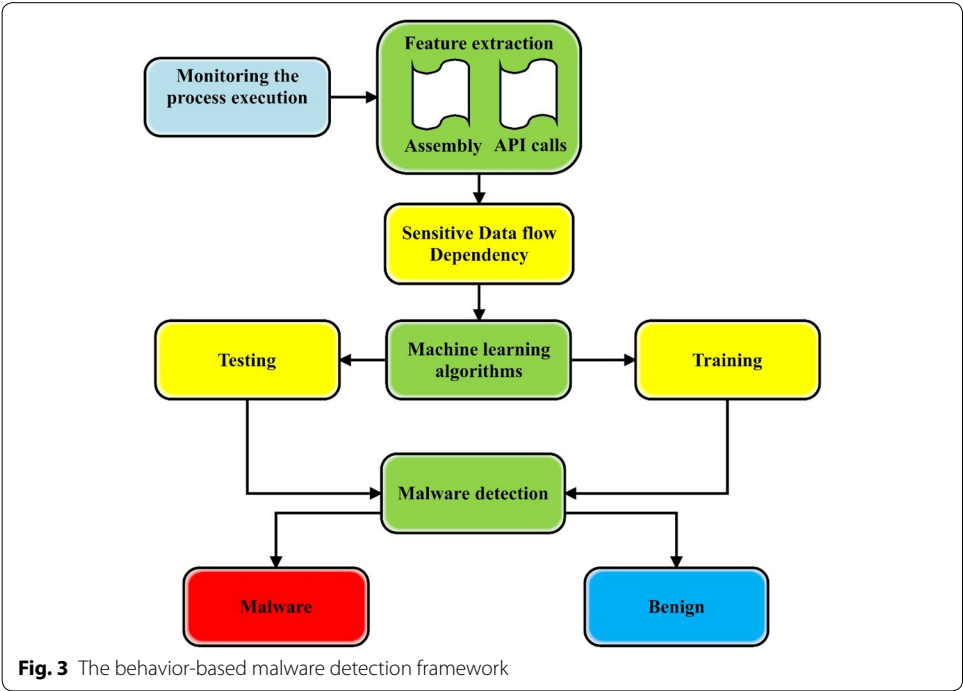 Feature extraction
Monitoring the
process execution
Assembly
API calls
Sensitive Data flow
Dependency
Testing
Machine learning
algorithms
Training
Malware detection
Malware
Benign
Fig. 3 The behavior-based malware detection framework